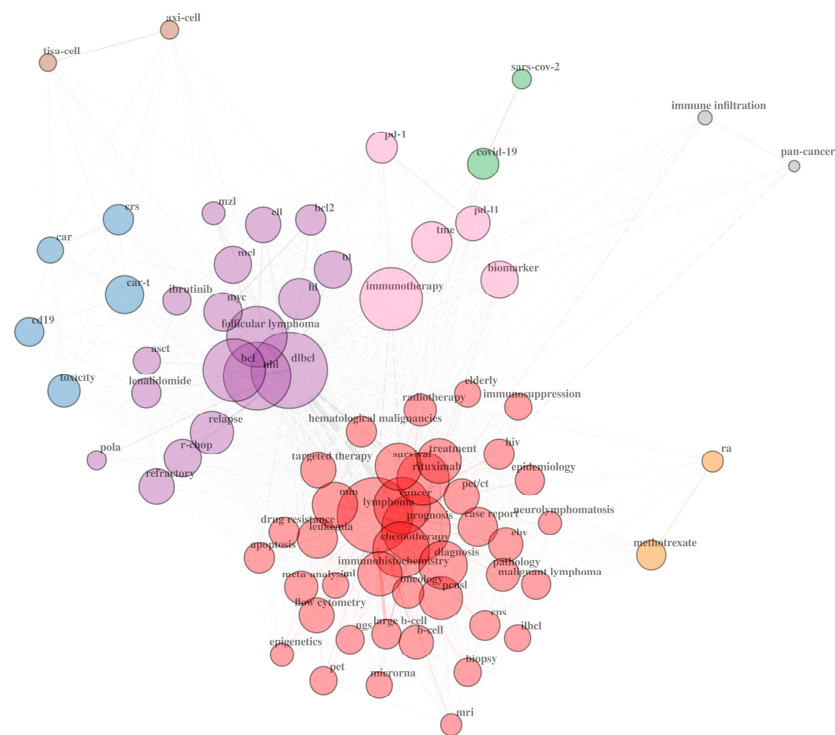 axi-cell
tisa-cell
sars-cov-2
immune infiltration
pd-1
covid-19
pan-cancer
mzl
cll
bcl2
crs
pd-l1
tme
car
mcl
bl
biomarker
car-t
ibrutinib
fl
immunotherapy
myc
cd19
follicular lymphoma
asct
bcl
nhl
dlbcl
toxicity
lenalidomide
elderly
radiotherapy
immunosuppression
relapse
hematological malignancies
pola
r-chop
survival
treatment
hiv
ra
refractory
targeted therapy
rituximab
epidemiology
pet/ct
mm
lymphoma
cancer
prognosis
case report
neurolymphomatosis
drug resistance
leukemia
chemotherapy
ebv
methotrexate
apoptosis
immunohistochemistry
diagnosis
pathology
meta-analysis
oncology
pcnsl
malignant lymphoma
flow cytometry
cns
ngs
large b-cell
b-cell
epigenetics
pet
microrna
biopsy
mri